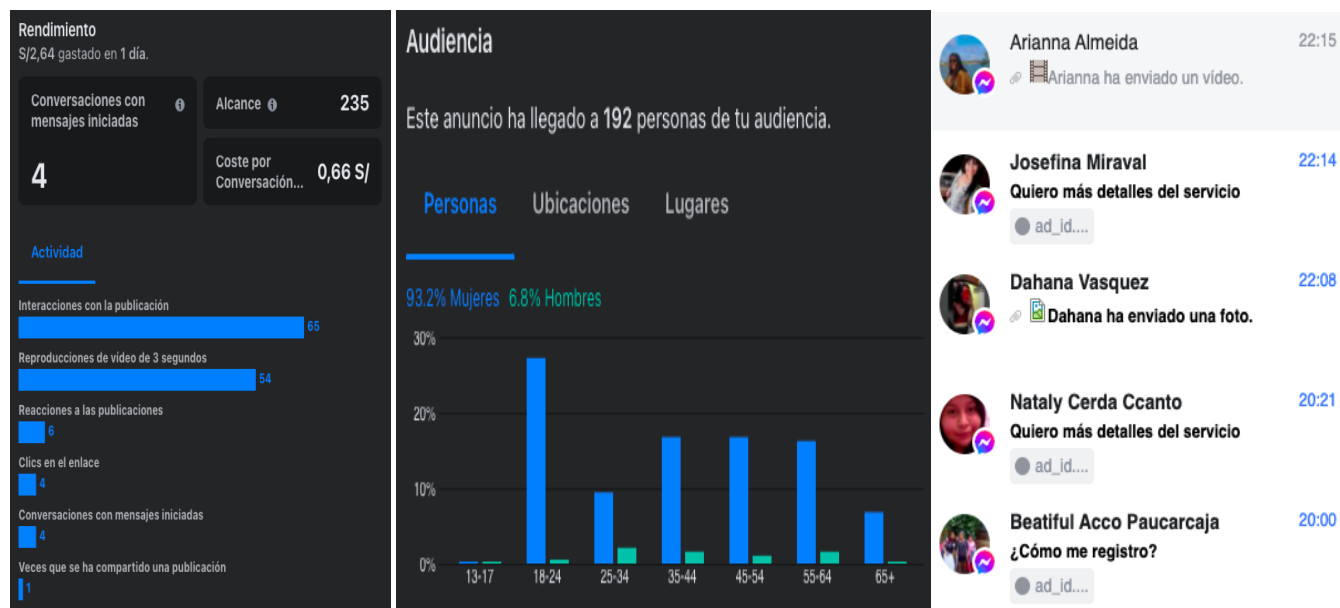 Rendimiento
S/2,64 gastado en 1 día.
Conversaciones con
mensajes iniciadas
4
Alcance
235
Coste por
Conversación...
0,66 S/
Actividad
Interacciones con la publicación
65
Reproducciones de vídeo de 3 segundos
54
Reacciones a las publicaciones
6
Clics en el enlace
4
Conversaciones con mensajes iniciadas
4
Veces que se ha compartido una publicación
1
Audiencia
Este anuncio ha llegado a 192 personas de tu audiencia.
Personas Ubicaciones Lugares
93.2% Mujeres 6.8% Hombres
30%
20%
10%
0%
13-17 18-24 25-34 35-44 45-54 55-64 65+
Arianna Almeida 22:15
Arianna ha enviado un vídeo.
Josefina Miraval 22:14
Quiero más detalles del servicio
ad_id....
Dahana Vasquez 22:08
Dahana ha enviado una foto.
Nataly Cerda Ccanto 20:21
Quiero más detalles del servicio
ad_id....
Beatiful Acco Paucarcaja 20:00
¿Cómo me registro?
ad_id....